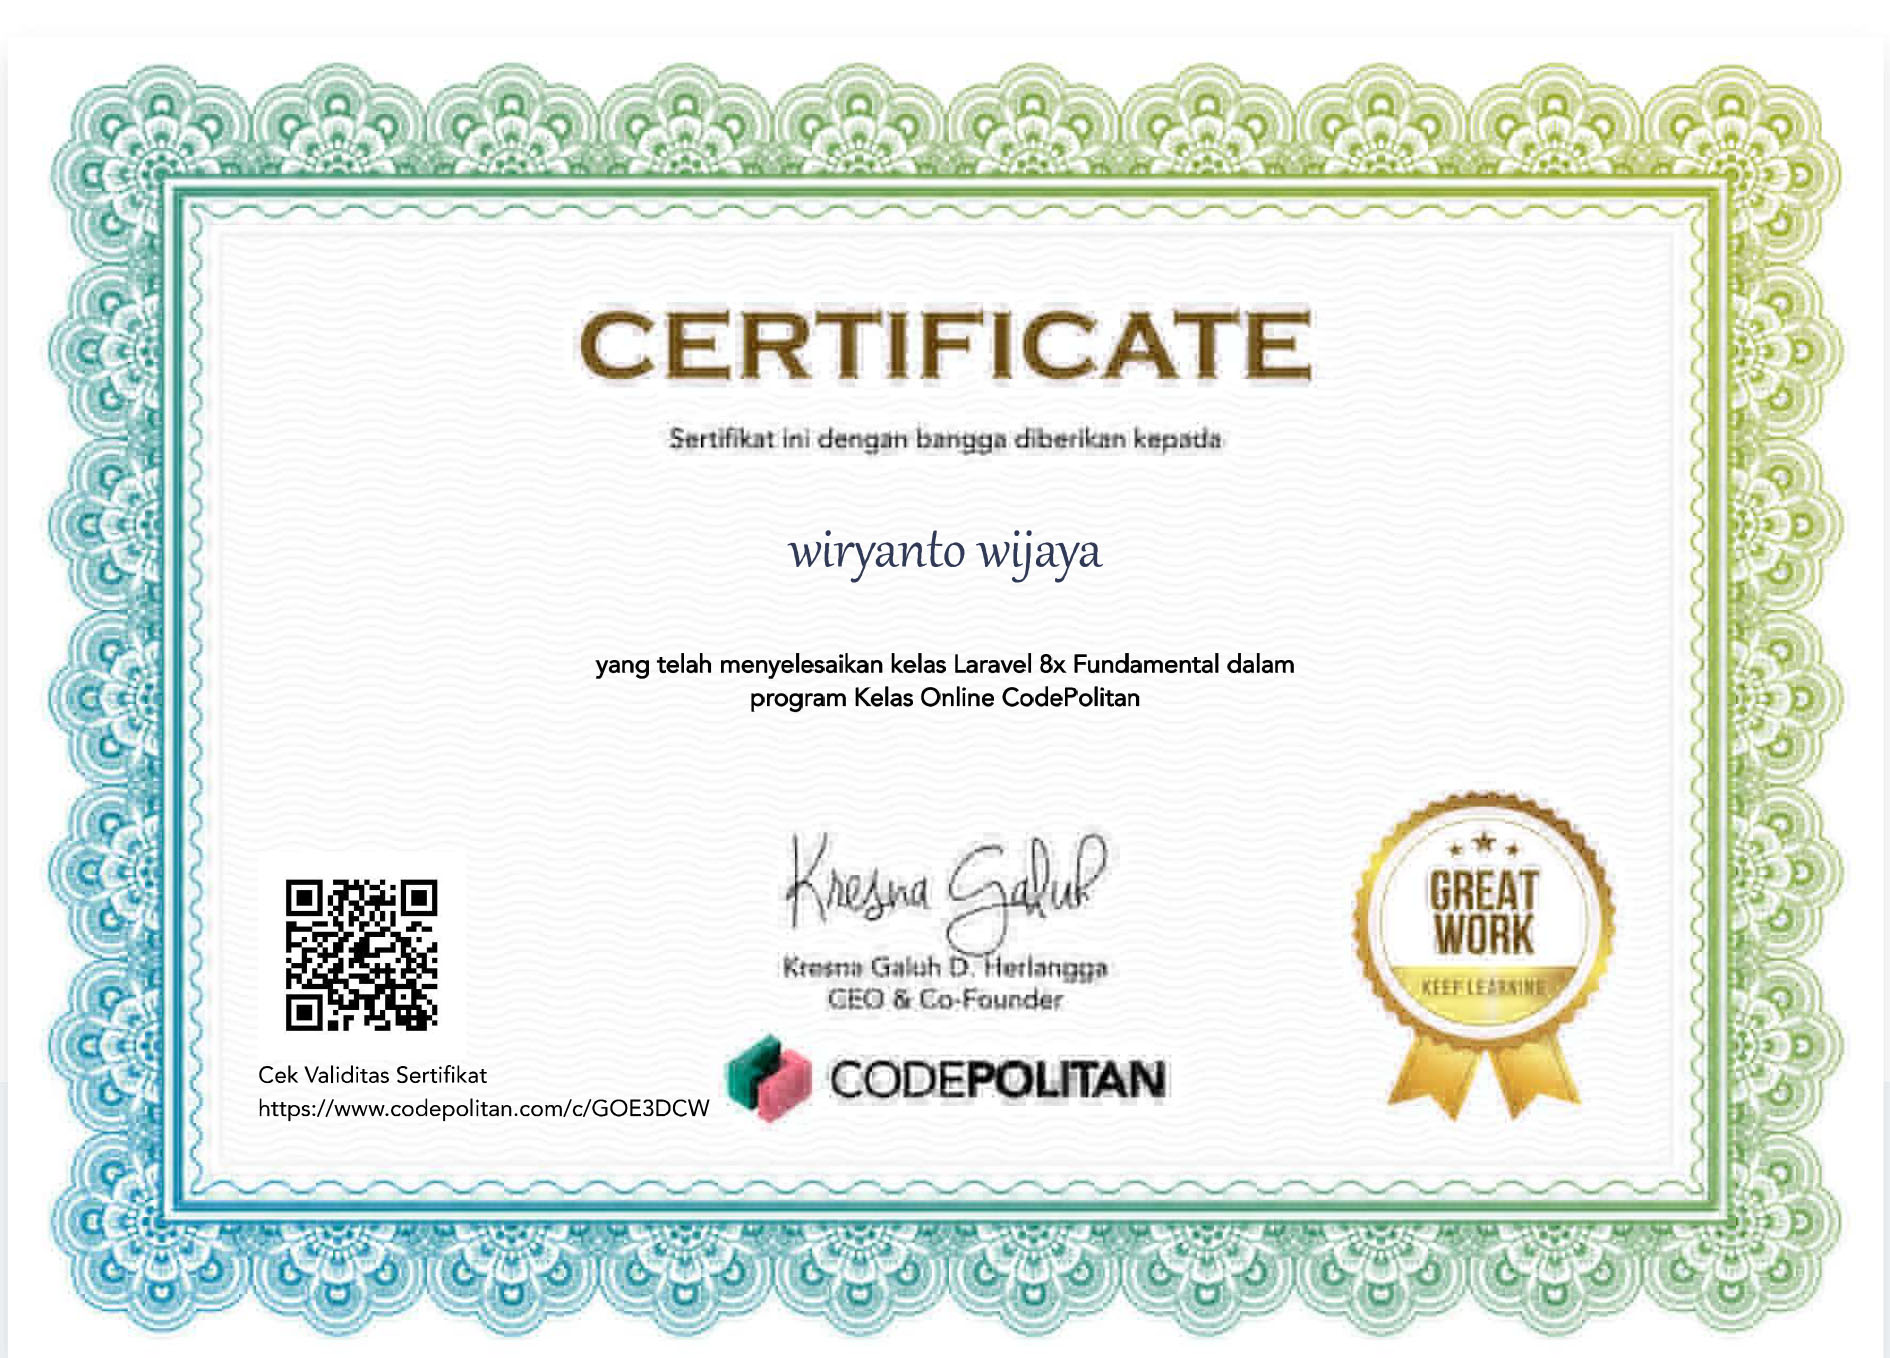 CERTIFICATE
Sertifikat ini dengan bangga diberikan kepada
wiryanto wijaya
yang telah menyelesaikan kelas Laravel 8x Fundamental dalam
program Kelas Online CodePolitan
Kresna Galuh
Kresna Galuh D. Herlangga
CEO & Co-Founder
CODEPOLITAN
GREAT
WORK
KEEP LEARNING
Cek Validitas Sertifikat
https://www.codepolitan.com/c/GOE3DCW